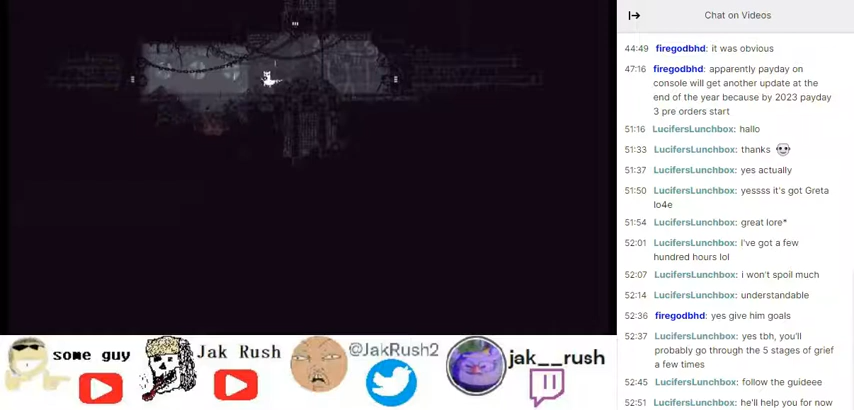 Chat on Videos
44:49 firegodbhd: it was obvious
47:16 firegodbhd: apparently payday on
console will get another update at the
end of the year because by 2023 payday
3 pre orders start
51:16 LucifersLunchbox: hallo
51:33 LucifersLunchbox: thanks
51:37 LucifersLunchbox: yes actually
51:50 LucifersLunchbox: yessss it's got Greta
lo4e
51:54 LucifersLunchbox: great lore*
52:01 LucifersLunchbox: I've got a few
hundred hours lol
52:07 LucifersLunchbox: i won't spoil much
52:14 LucifersLunchbox: understandable
52:36 firegodbhd: yes give him goals
52:37 LucifersLunchbox: yes tbh, you'll
probably go through the 5 stages of grief
a few times
52:45 LucifersLunchbox: follow the guideee
52:51 LucifersLunchbox: he'll help you for now
some guy
Jak Rush
@JakRush2
jak__rush